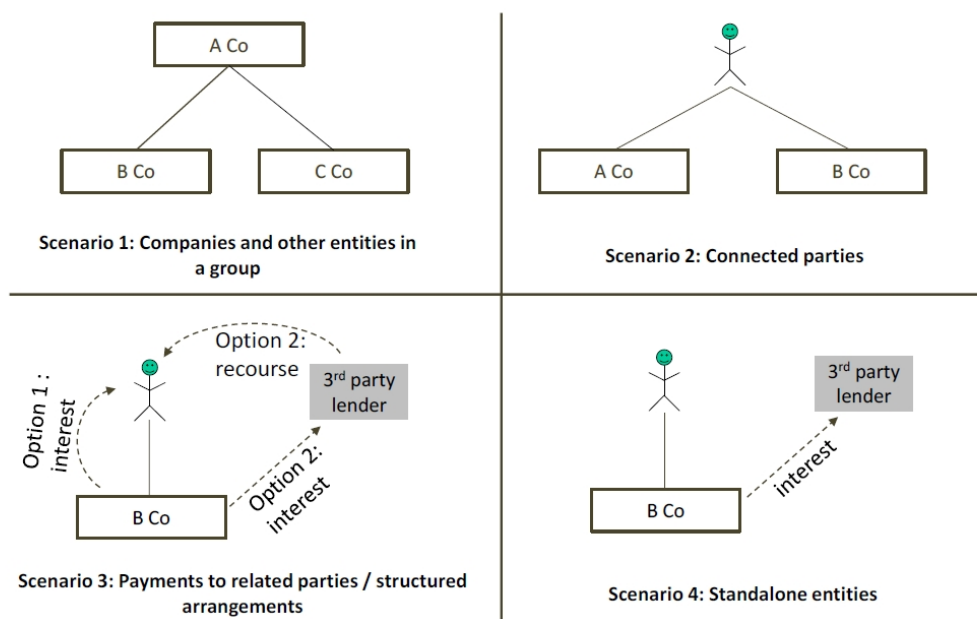 A Co
B Co
C Co
Scenario 1: Companies and other entities in
a group
A Co
B Co
Scenario 2: Connected parties
Option 1 :
interest
Option 2:
recourse
3rd party
lender
Option 2:
interest
B Co
Scenario 3: Payments to related parties / structured
arrangements
3rd party
lender
interest
B Co
Scenario 4: Standalone entities